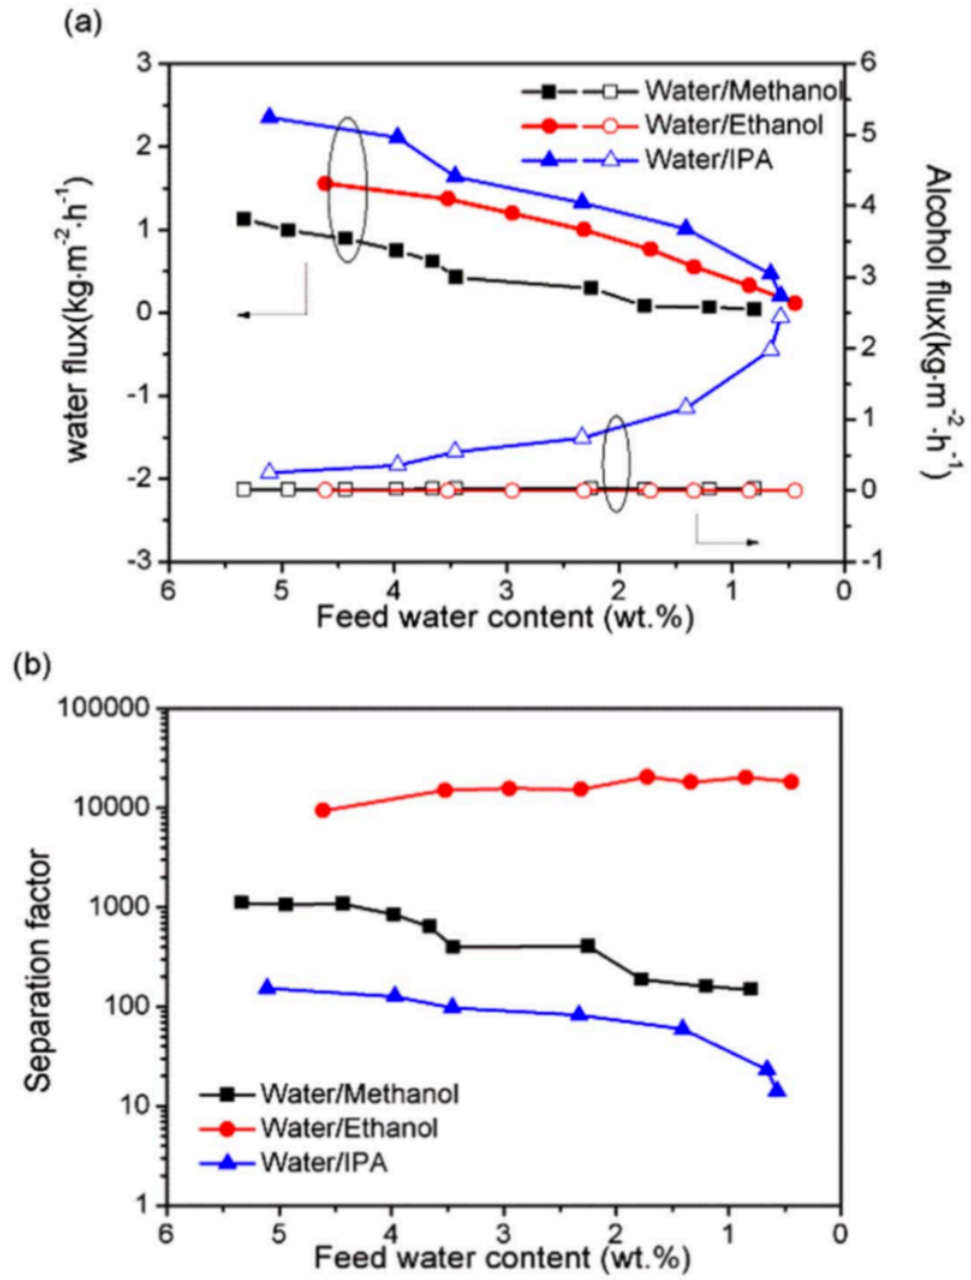 (a)
3
2
1
0
-1
-2
-3
water flux(kg·m-2·h-1)
6
5
4
3
2
1
0
-1
Alcohol flux(kg·m-2·h-1)
Water/Methanol
Water/Ethanol
Water/IPA
6 5 4 3 2 1 0
Feed water content (wt.%)
(b)
100000
10000
1000
100
10
1
Separation factor
Water/Methanol
Water/Ethanol
Water/IPA
6 5 4 3 2 1 0
Feed water content (wt.%)